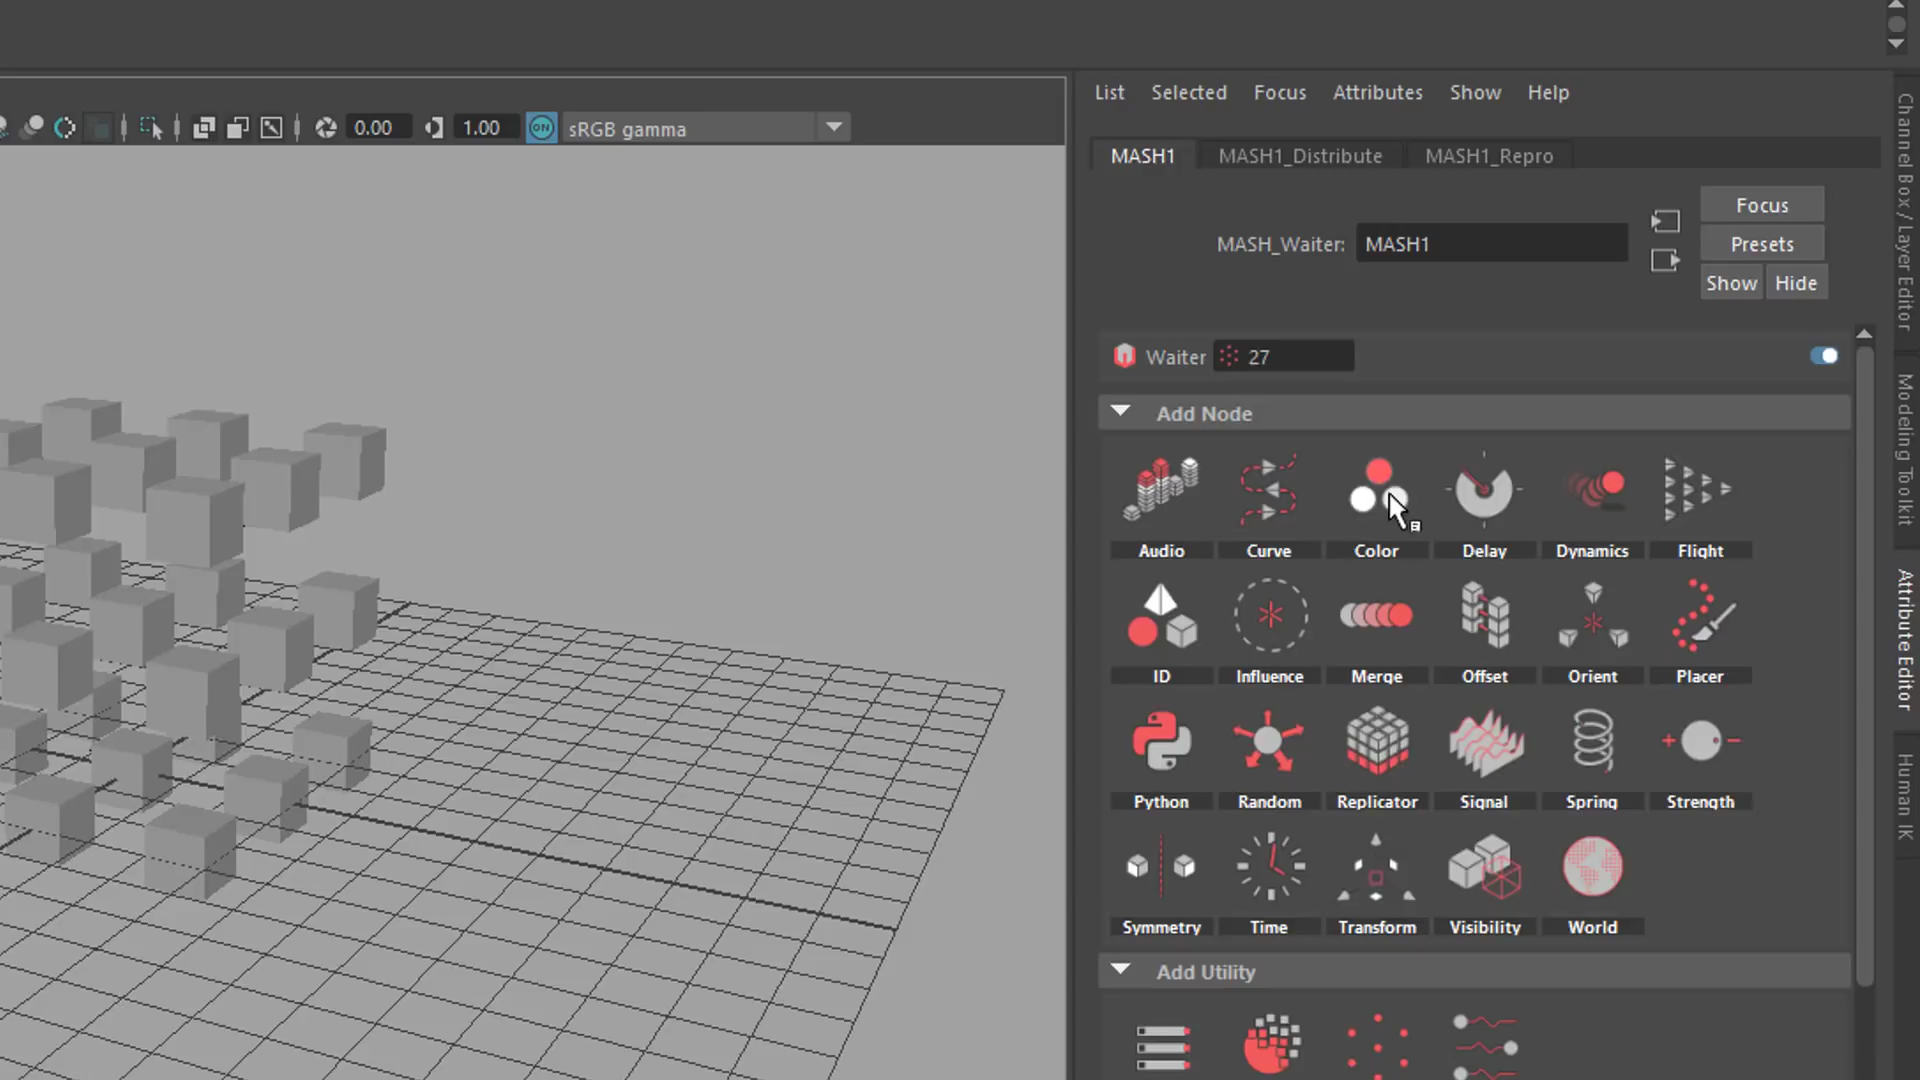 List Selected Focus Attributes Show Help
0.00 1.00 ON sRGB gamma
MASH1 MASH1_Distribute MASH1_Repro
Focus
MASH_Waiter: MASH1
Presets
Show Hide
Waiter 27
Add Node
Audio Curve Color Delay Dynamics Flight
ID Influence Merge Offset Orient Placer
Python Random Replicator Signal Spring Strength
Symmetry Time Transform Visibility World
Add Utility
Channel Box / Layer Editor
Modeling Toolkit
Attribute Editor
Human IK